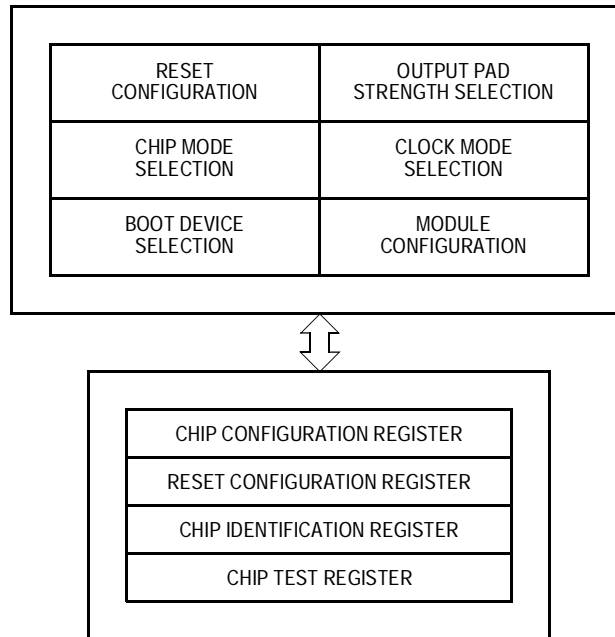 RESET
CONFIGURATION
OUTPUT PAD
STRENGTH SELECTION
CHIP MODE
SELECTION
CLOCK MODE
SELECTION
BOOT DEVICE
SELECTION
MODULE
CONFIGURATION
CHIP CONFIGURATION REGISTER
RESET CONFIGURATION REGISTER
CHIP IDENTIFICATION REGISTER
CHIP TEST REGISTER